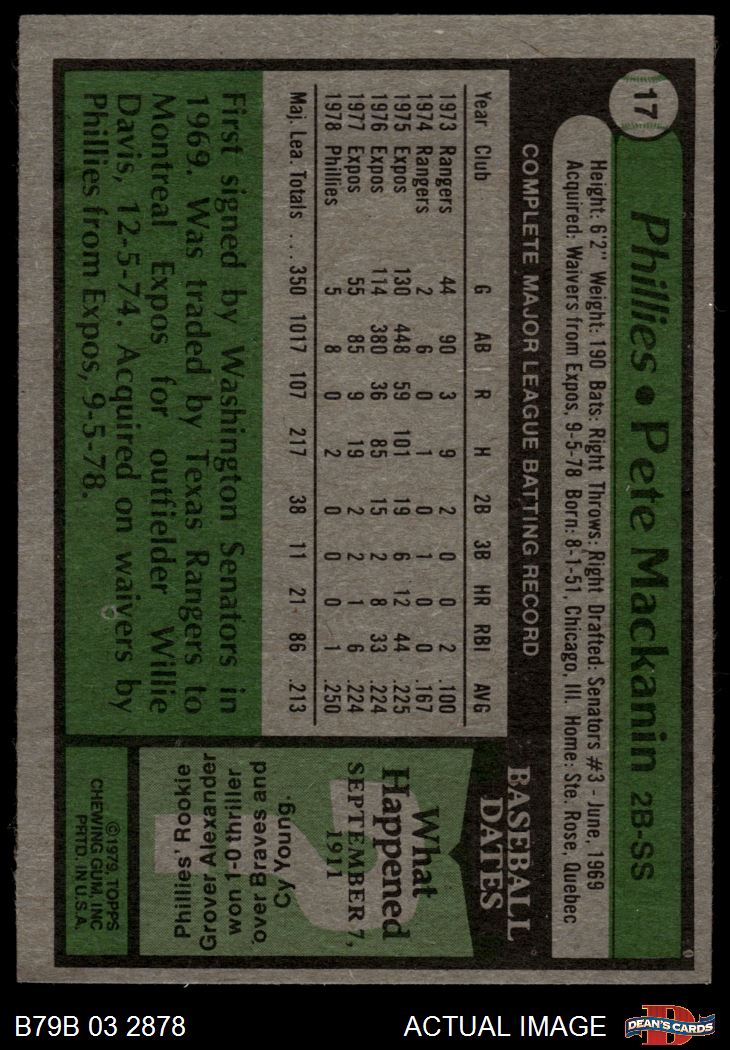 17
Phillies • Pete Mackanin 2B-SS
Height: 6'2" Weight: 190 Bats: Right Throws: Right Drafted: Senators #3 - June, 1969
Acquired: Waivers from Expos, 9-5-78 Born: 8-1-51, Chicago, Ill. Home: Ste. Rose, Quebec
COMPLETE MAJOR LEAGUE BATTING RECORD
Year Club G AB R H 2B 3B HR RBI AVG
1973 Rangers 44 90 3 9 2 0 0 2 .100
1974 Rangers 2 6 0 1 0 1 0 0 .167
1975 Expos 130 448 59 101 19 6 12 44 .225
1976 Expos 114 380 36 85 15 2 8 33 .224
1977 Expos 55 85 9 19 2 2 1 6 .224
1978 Phillies 5 8 0 2 0 0 0 1 .250
Maj. Lea. Totals ... 350 1017 107 217 38 11 21 86 .213
First signed by Washington Senators in
1969. Was traded by Texas Rangers to
Montreal Expos for outfielder Willie
Davis, 12-5-74. Acquired on waivers by
Phillies from Expos, 9-5-78.
BASEBALL
DATES
What
Happened
SEPTEMBER 7,
1911
Phillies' Rookie
Grover Alexander
won 1-0 thriller
over Braves and
Cy Young.
©1979, TOPPS
CHEWING GUM, INC
PRTD. IN U.S.A.
B79B 03 2878
ACTUAL IMAGE
DEAN'S CARDS